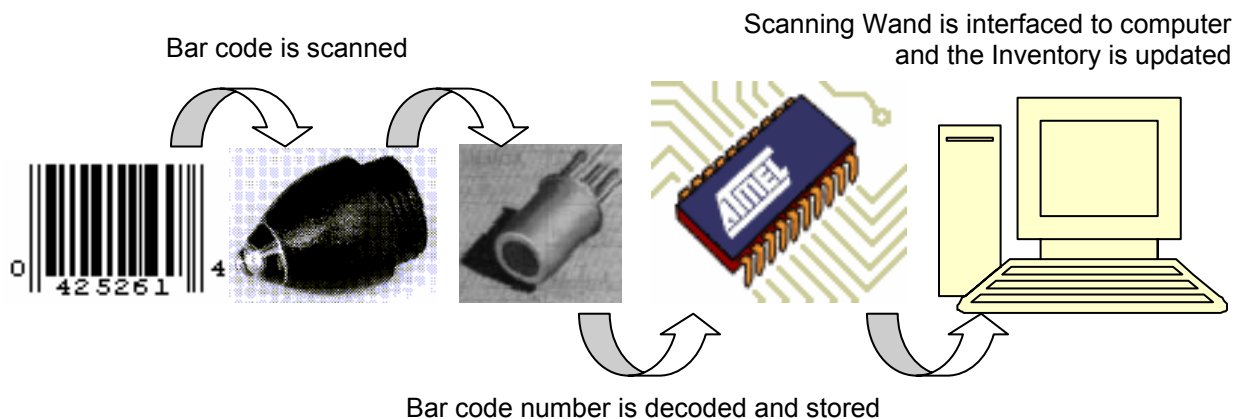 Scanning Wand is interfaced to computer
and the Inventory is updated
Bar code is scanned
0 425261 4
ATMEL
Bar code number is decoded and stored